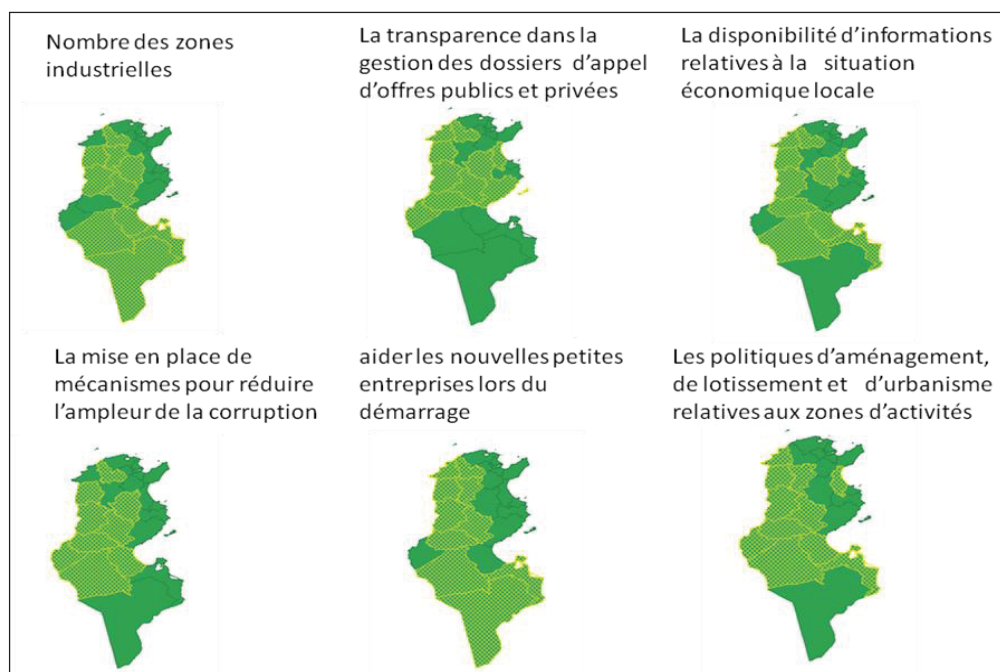 Nombre des zones
industrielles
La transparence dans la
gestion des dossiers d'appel
d'offres publics et privées
La disponibilité d'informations
relatives à la situation
économique locale
La mise en place de
mécanismes pour réduire
l'ampleur de la corruption
aider les nouvelles petites
entreprises lors du
démarrage
Les politiques d'aménagement,
de lotissement et d'urbanisme
relatives aux zones d'activités